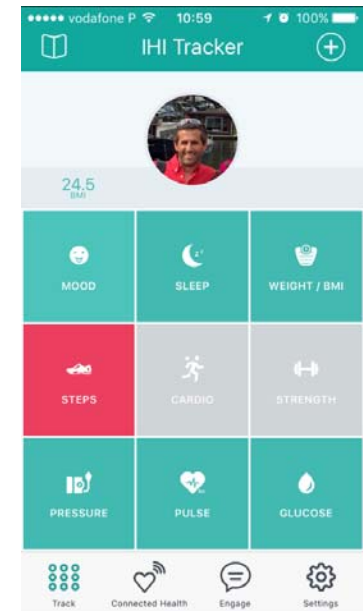 vodafone P 10:59 100%
IHI Tracker
24.5
BMI
MOOD SLEEP WEIGHT / BMI
STEPS CARDIO STRENGTH
PRESSURE PULSE GLUCOSE
Track Connected Health Engage Settings